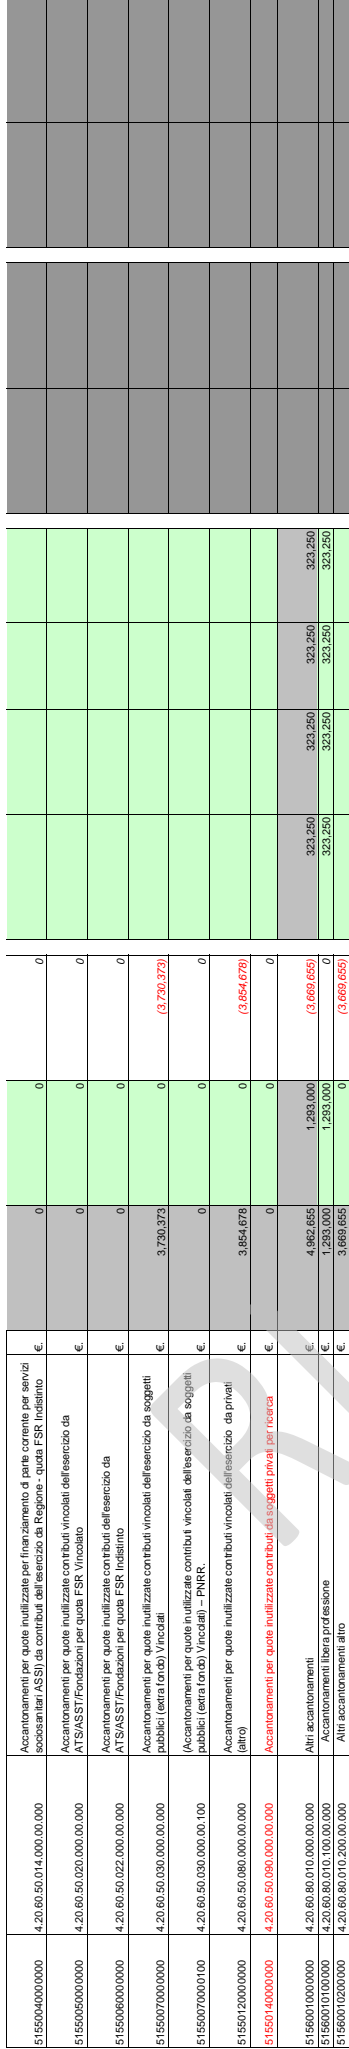 51550040000000 4.20.60.50.014.000.00.000 Accantonamenti per quote inutilizzate per finanziamento di parte corrente per servizi €. 0 0 0
sociosanitari ASSI) da contributi dell'esercizio da Regione - quota FSR Indistinto
51550050000000 4.20.60.50.020.000.00.000 Accantonamenti per quote inutilizzate contributi vincolati dell'esercizio da €. 0 0 0
ATS/ASST/Fondazioni per quota FSR Vincolato
51550060000000 4.20.60.50.022.000.00.000 Accantonamenti per quote inutilizzate contributi vincolati dell'esercizio da €. 0 0 0
ATS/ASST/Fondazioni per quota FSR Indistinto
51550070000000 4.20.60.50.030.000.00.000 Accantonamenti per quote inutilizzate contributi vincolati dell'esercizio da soggetti €. 3,730,373 0 (3,730,373)
pubblici (extra fondo) Vincolati
51550070000100 4.20.60.50.030.000.00.100 (Accantonamenti per quote inutilizzate contributi vincolati dell'esercizio da soggetti €. 0 0 0
pubblici (extra fondo) Vincolati) – PNRR.
51550120000000 4.20.60.50.080.000.00.000 Accantonamenti per quote inutilizzate contributi vincolati dell'esercizio da privati €. 3,854,678 0 (3,854,678)
(altro)
51550140000000 4.20.60.50.090.000.00.000 Accantonamenti per quote inutilizzate contributi da soggetti privati per ricerca €. 0 0 0
51560010000000 4.20.60.80.010.000.00.000 Altri accantonamenti €. 4,962,655 1,293,000 (3,669,655) 323,250 323,250 323,250 323,250
51560010100000 4.20.60.80.010.100.00.000 Accantonamenti libera professione €. 1,293,000 1,293,000 0 323,250 323,250 323,250 323,250
51560010200000 4.20.60.80.010.200.00.000 Altri accantonamenti altro €. 3,669,655 0 (3,669,655)